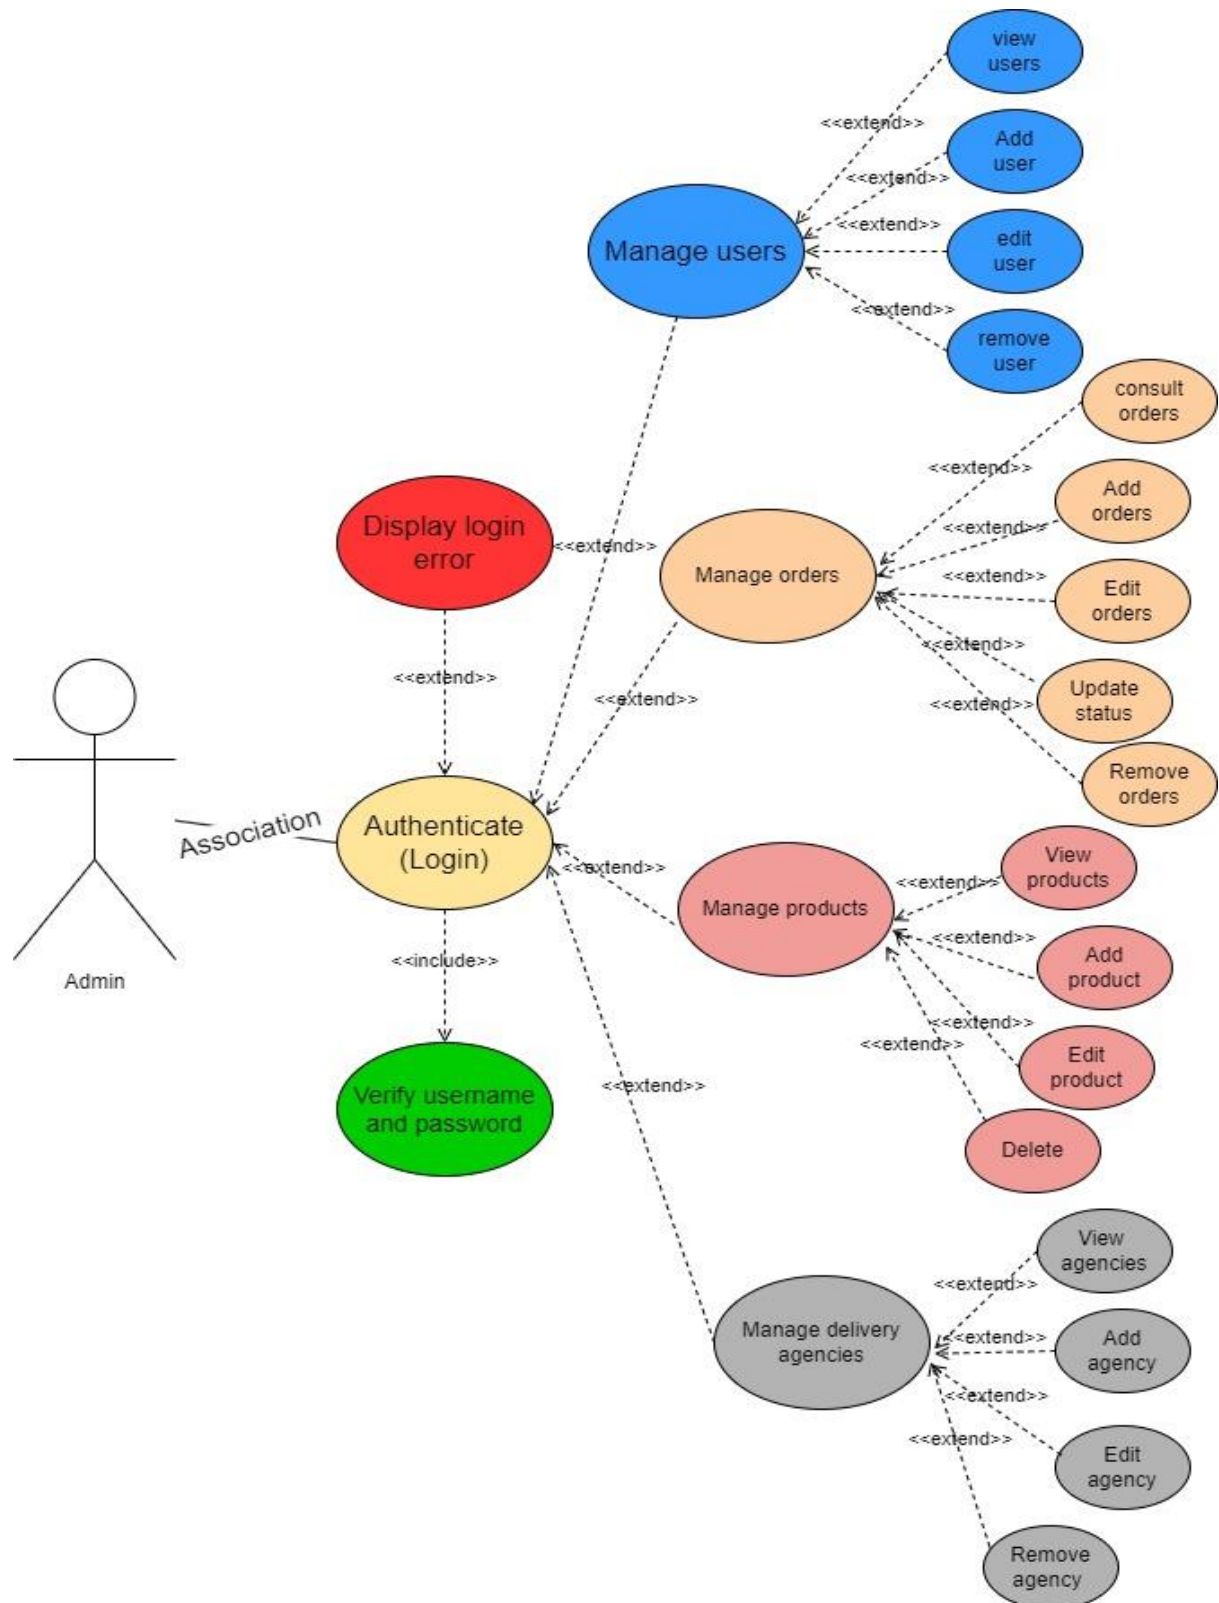 view
users
<<extend>>
Add
user
<<extend>>
<<extend>>
edit
user
Manage users
<<extend>>
remove
user
consult
orders
<<extend>>
Add
orders
<<extend>>
Display login
error
<<extend>>
Manage orders
<<extend>>
Edit
orders
<<extend>>
Update
status
<<extend>>
<<extend>>
<<extend>>
Remove
orders
Association
Authenticate
(Login)
<<extend>>
View
products
<<extend>>
Manage products
<<extend>>
Add
product
<<include>>
Admin
<<extend>>
<<extend>>
Edit
product
Verify username
and password
<<extend>>
Delete
View
agencies
<<extend>>
Manage delivery
agencies
<<extend>>
Add
agency
<<extend>>
<<extend>>
Edit
agency
Remove
agency